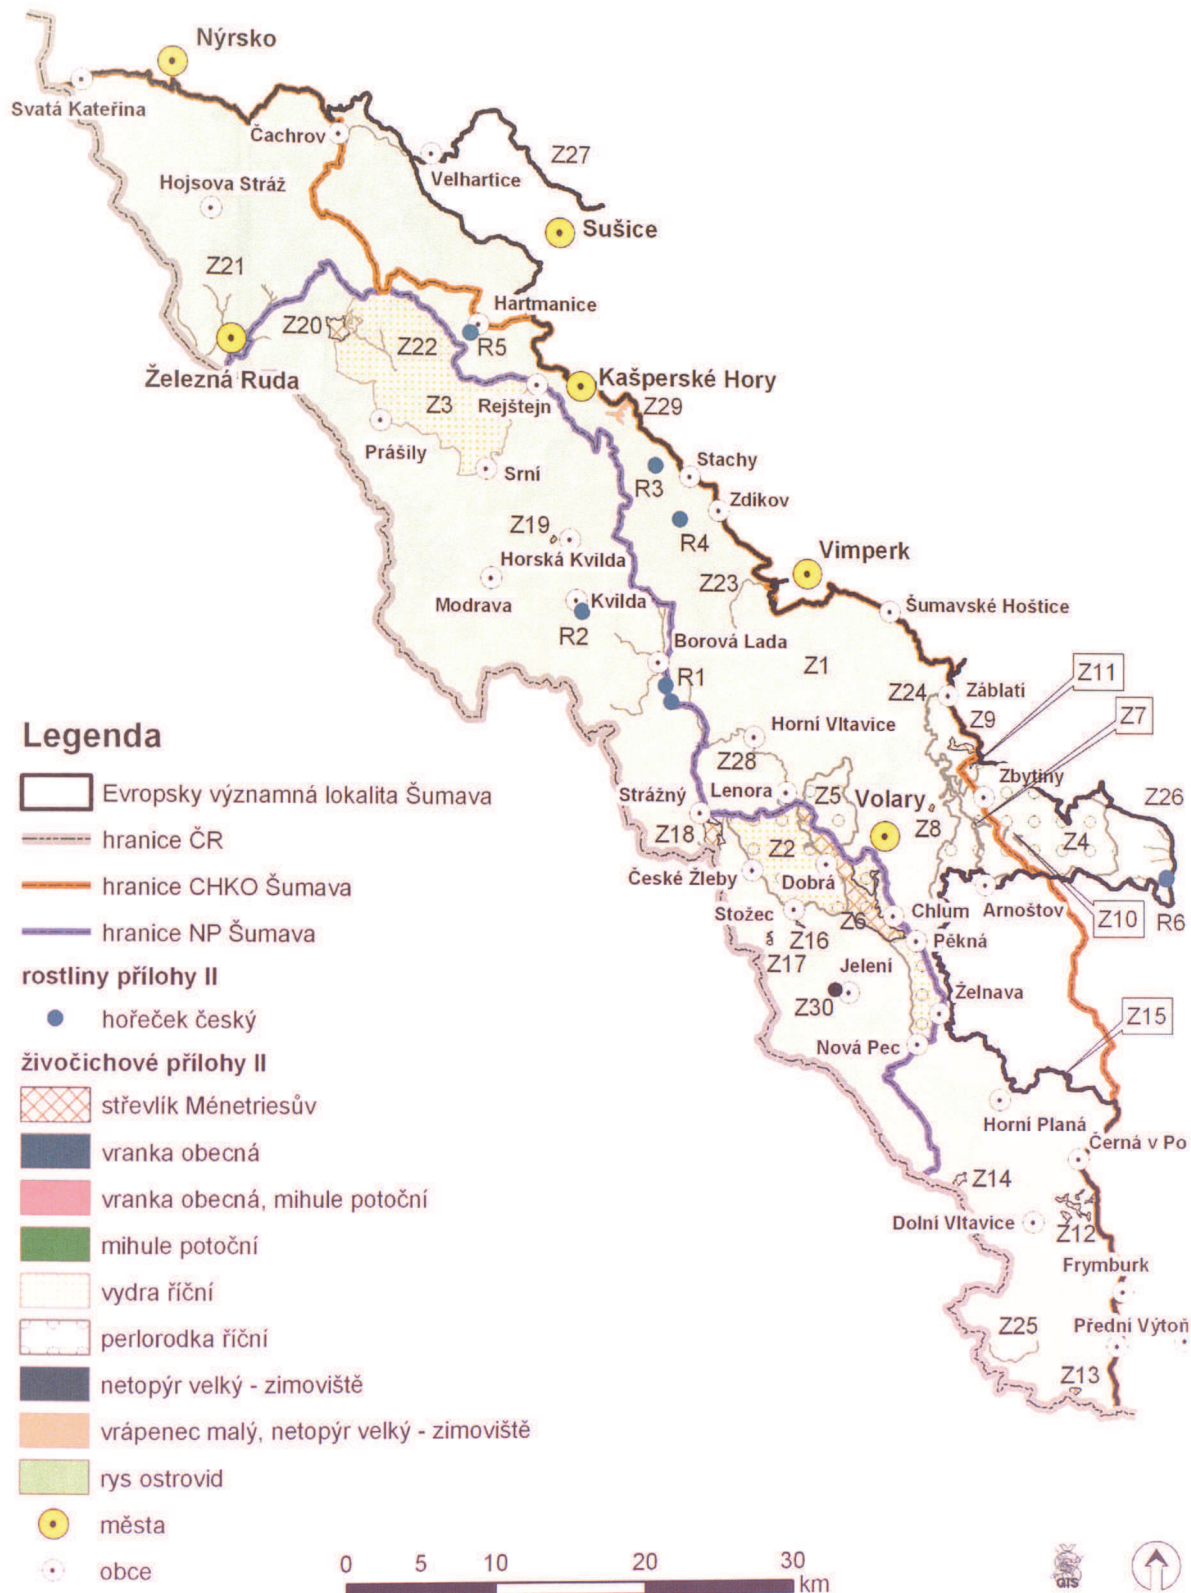 Nýrsko
Svatá Kateřina
Čachrov
Velhartice
Z27
Hojsova Stráž
Sušice
Z21
Hartmanice
Z20
Z22
R5
Železná Ruda
Kašperské Hory
Z3
Rejštejn
Z29
Prášily
Srní
Stachy
R3
Zdíkov
Z19
R4
Horská Kvilda
Vimperk
Z23
Modrava
Kvilda
Šumavské Hoštice
R2
Borová Lada
Z1
Z11
R1
Z24
Záblatí
Z9
Z7
Horní Vltavice
Z28
Zbytiny
Strážný
Lenora
Z5
Volary
Z26
Z18
Z8
Z4
Z2
České Žleby
Dobrá
Stožec
Z6
Chlum
Arnoštov
Z10
R6
Z16
Pěkná
Z17
Jelení
Z30
Želnava
Z15
Nová Pec
Horní Planá
Černá v Po
Z14
Dolní Vltavice
Z12
Frymburk
Z25
Přední Výtoň
Z13
Legenda
Evropsky významná lokalita Šumava
hranice ČR
hranice CHKO Šumava
hranice NP Šumava
rostliny přílohy II
hořeček český
živočichové přílohy II
střevlík Ménetriesův
vranka obecná
vranka obecná, mihule potoční
mihule potoční
vydra říční
perlorodka říční
netopýr velký - zimoviště
vrápenec malý, netopýr velký - zimoviště
rys ostrovid
města
obce
0 5 10 20 30
km
GIS